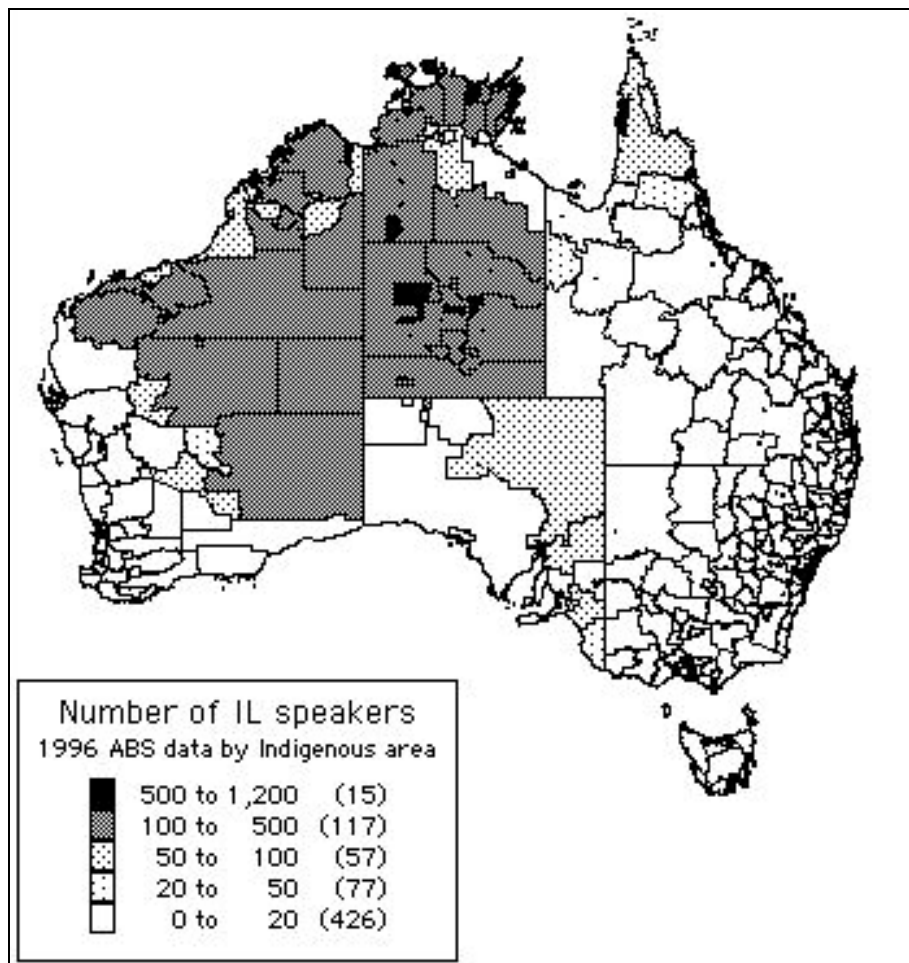 Number of IL speakers
1996 ABS data by Indigenous area
500 to 1,200 (15)
100 to 500 (117)
50 to 100 (57)
20 to 50 (77)
0 to 20 (426)